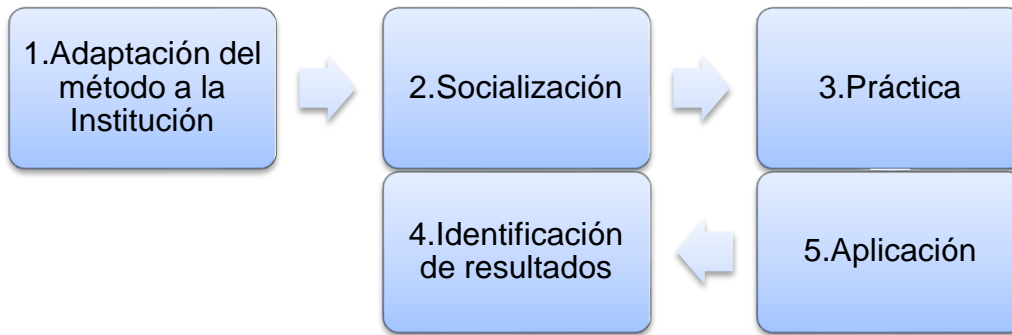 1.Adaptación del
método a la
Institución
2.Socialización
3.Práctica
4.Identificación
de resultados
5.Aplicación